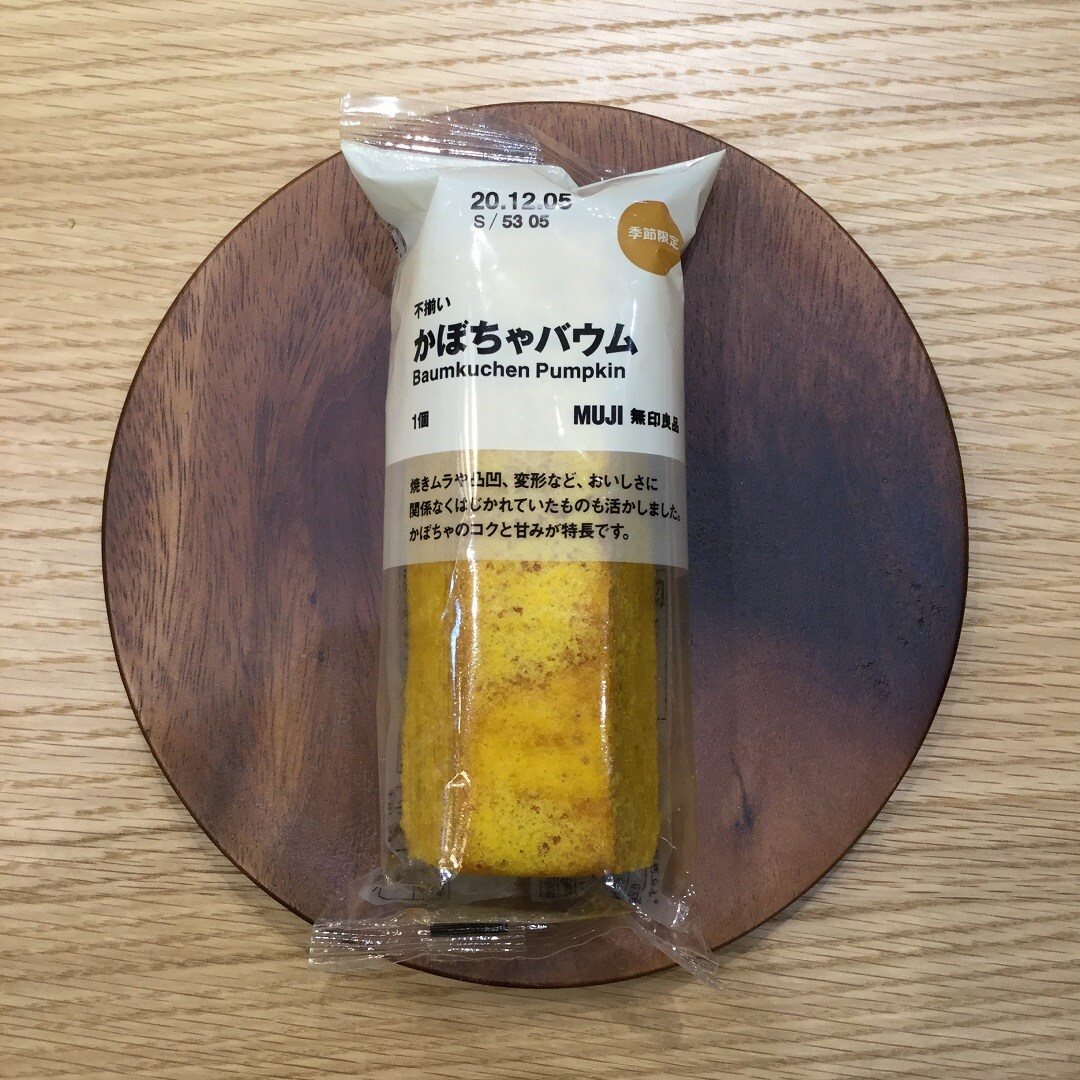 20.12.05
S / 53 05
季節限定
不揃い
かぼちゃバウム
Baumkuchen Pumpkin
1個
MUJI 無印良品
焼きムラや凸凹、変形など、おいしさに
関係なくはじかれていたものも活かしました。
かぼちゃのコクと甘みが特長です。